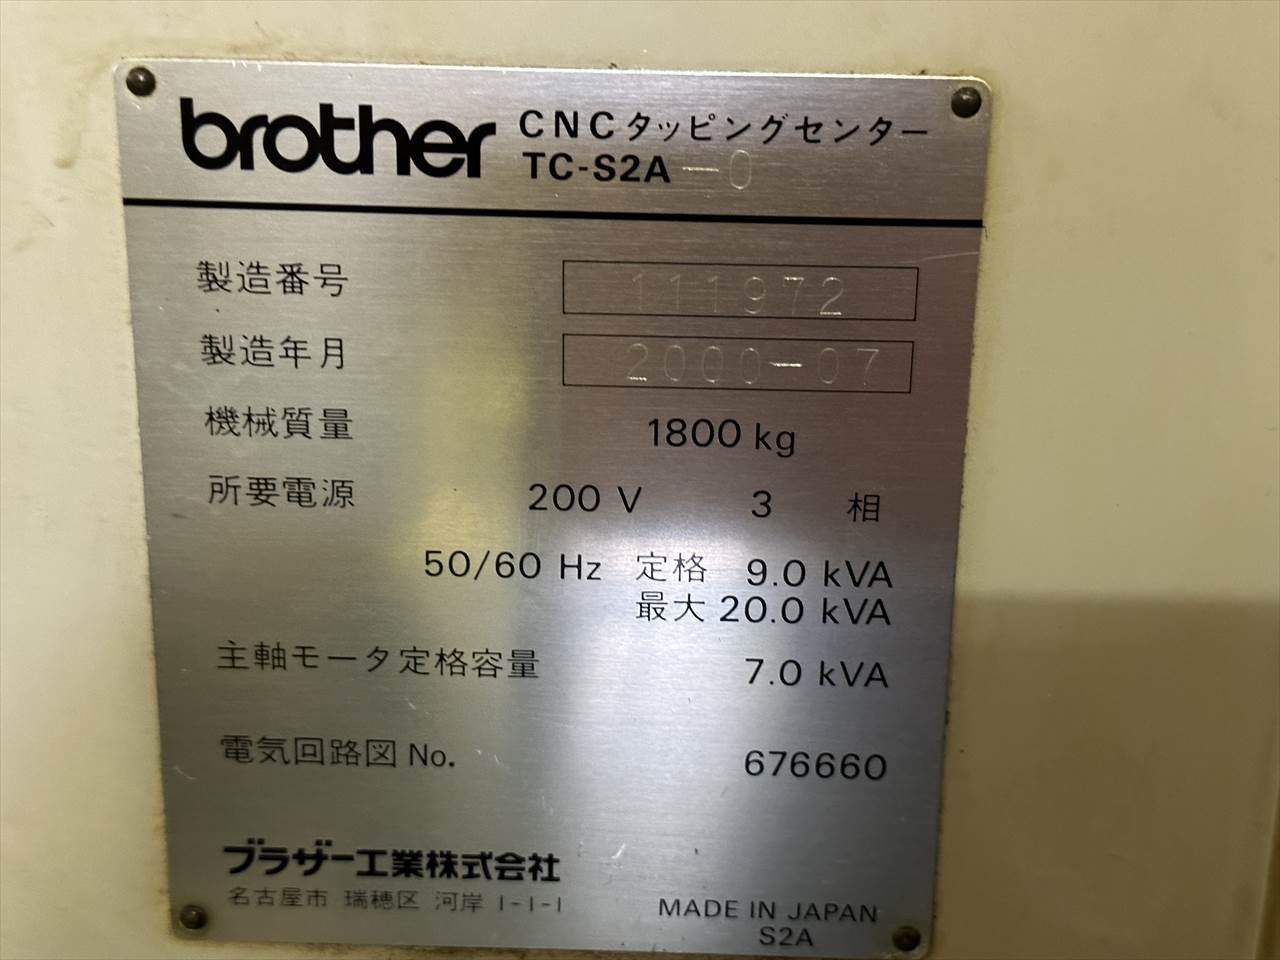 brother CNCタッピングセンター
TC-S2A-0
製造番号 111972
製造年月 2000-07
機械質量 1800 kg
所要電源 200 V 3 相
50/60 Hz 定格 9.0 kVA
最大 20.0 kVA
主軸モータ定格容量 7.0 kVA
電気回路図 No. 676660
ブラザー工業株式会社
名古屋市 瑞穂区 河岸 1-1-1
MADE IN JAPAN
S2A